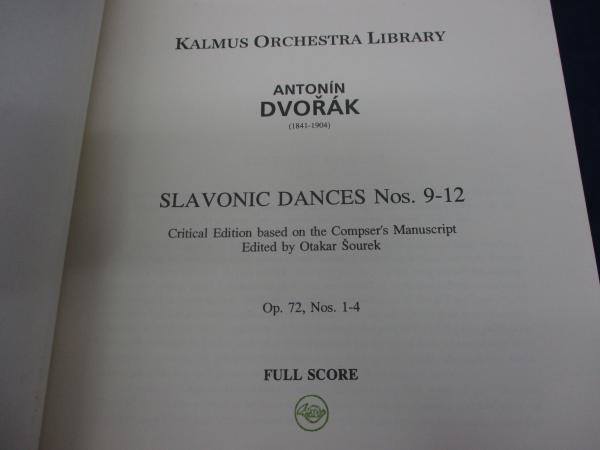 KALMUS ORCHESTRA LIBRARY
ANTONÍN
DVOŘÁK
(1841-1904)
SLAVONIC DANCES Nos. 9-12
Critical Edition based on the Compser's Manuscript
Edited by Otakar Šourek
Op. 72, Nos. 1-4
FULL SCORE